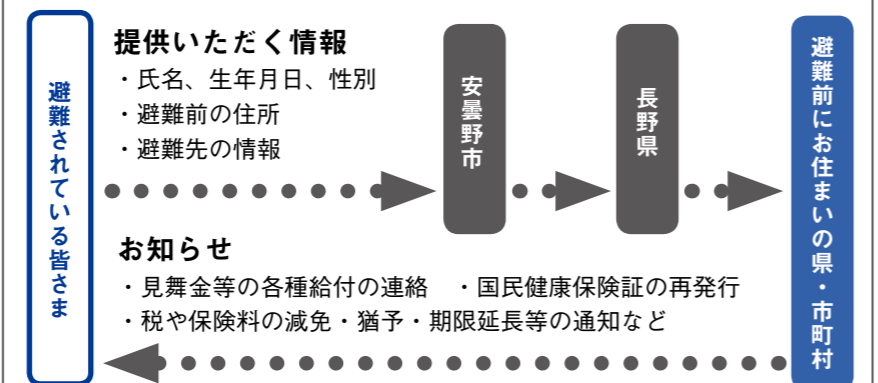 避難されている皆さま
提供いただく情報
・氏名、生年月日、性別
・避難前の住所
・避難先の情報
安曇野市
長野県
避難前にお住まいの県・市町村
お知らせ
・見舞金等の各種給付の連絡　・国民健康保険証の再発行
・税や保険料の減免・猶予・期限延長等の通知など